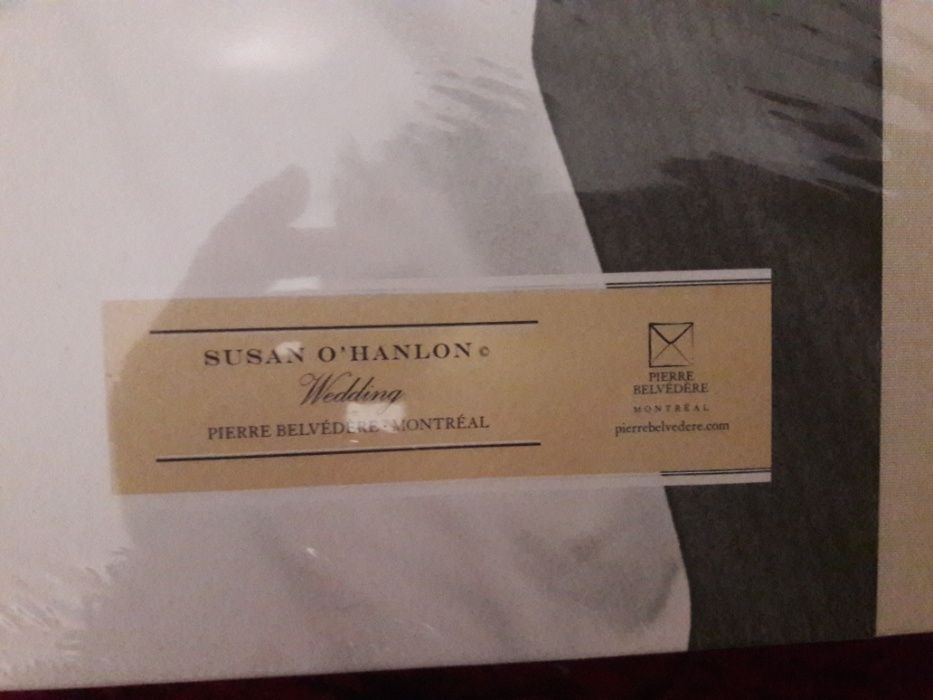 SUSAN O'HANLON ©
Wedding
PIERRE BELVÉDÈRE · MONTRÉAL
PIERRE
BELVÉDÈRE
MONTRÉAL
pierrebelvedere.com